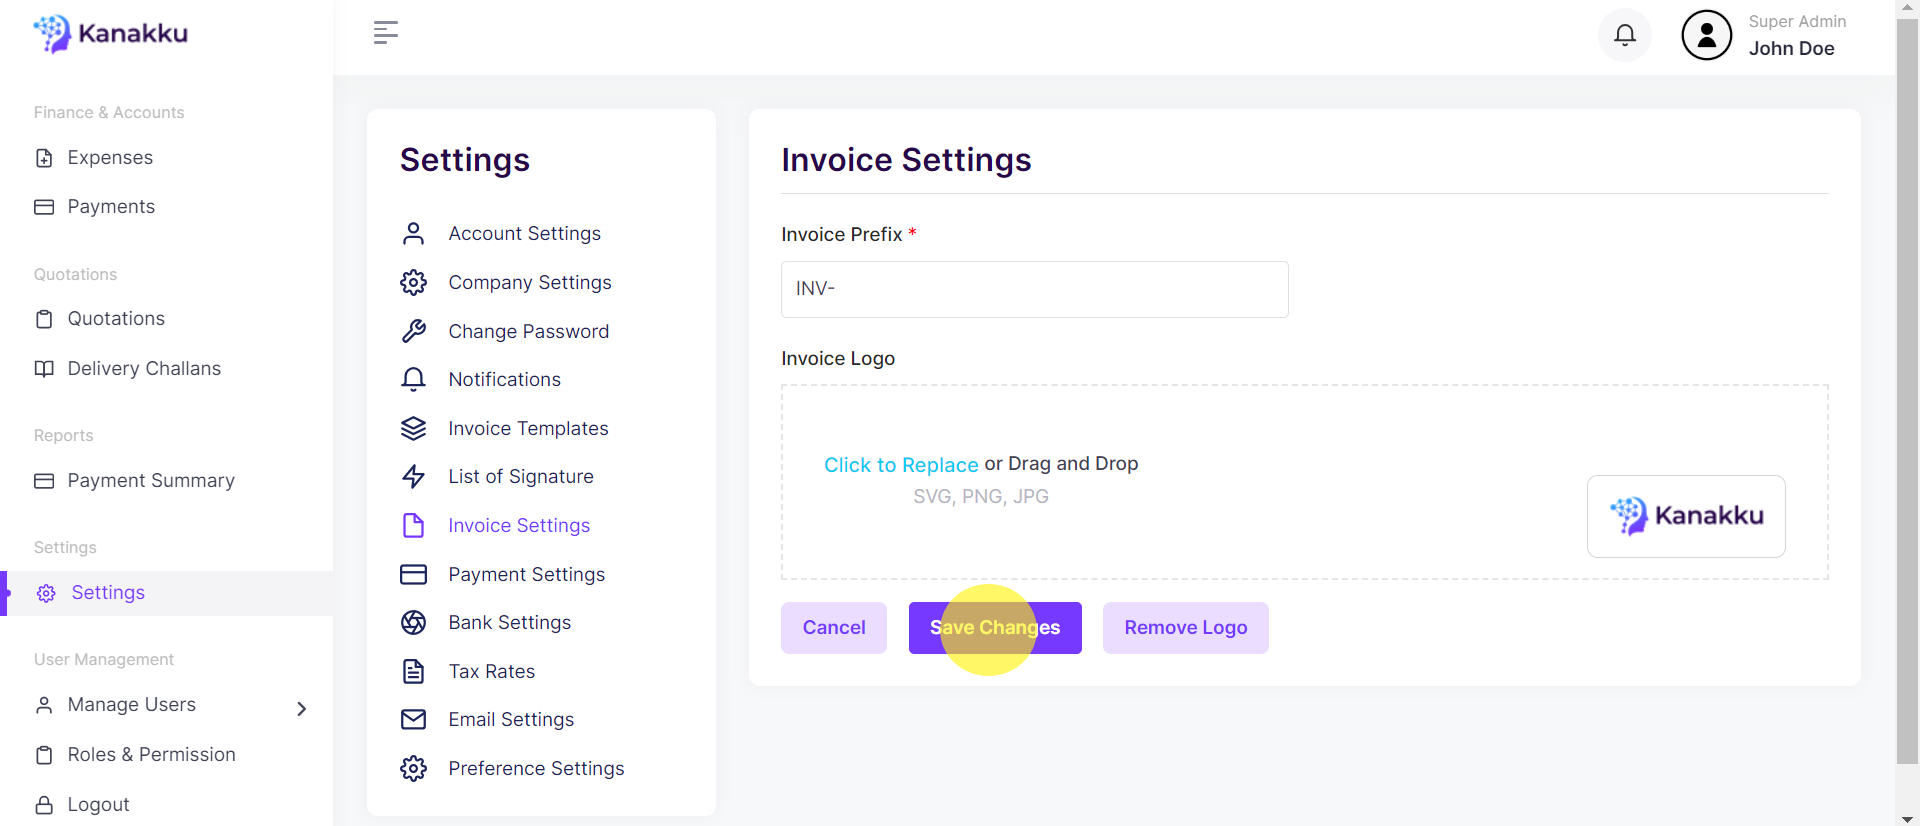 Kanakku
Super Admin
John Doe
Finance & Accounts
Expenses
Payments
Quotations
Quotations
Delivery Challans
Reports
Payment Summary
Settings
Settings
User Management
Manage Users
Roles & Permission
Logout
Settings
Account Settings
Company Settings
Change Password
Notifications
Invoice Templates
List of Signature
Invoice Settings
Payment Settings
Bank Settings
Tax Rates
Email Settings
Preference Settings
Invoice Settings
Invoice Prefix *
INV-
Invoice Logo
Click to Replace or Drag and Drop
SVG, PNG, JPG
Kanakku
Cancel
Save Changes
Remove Logo